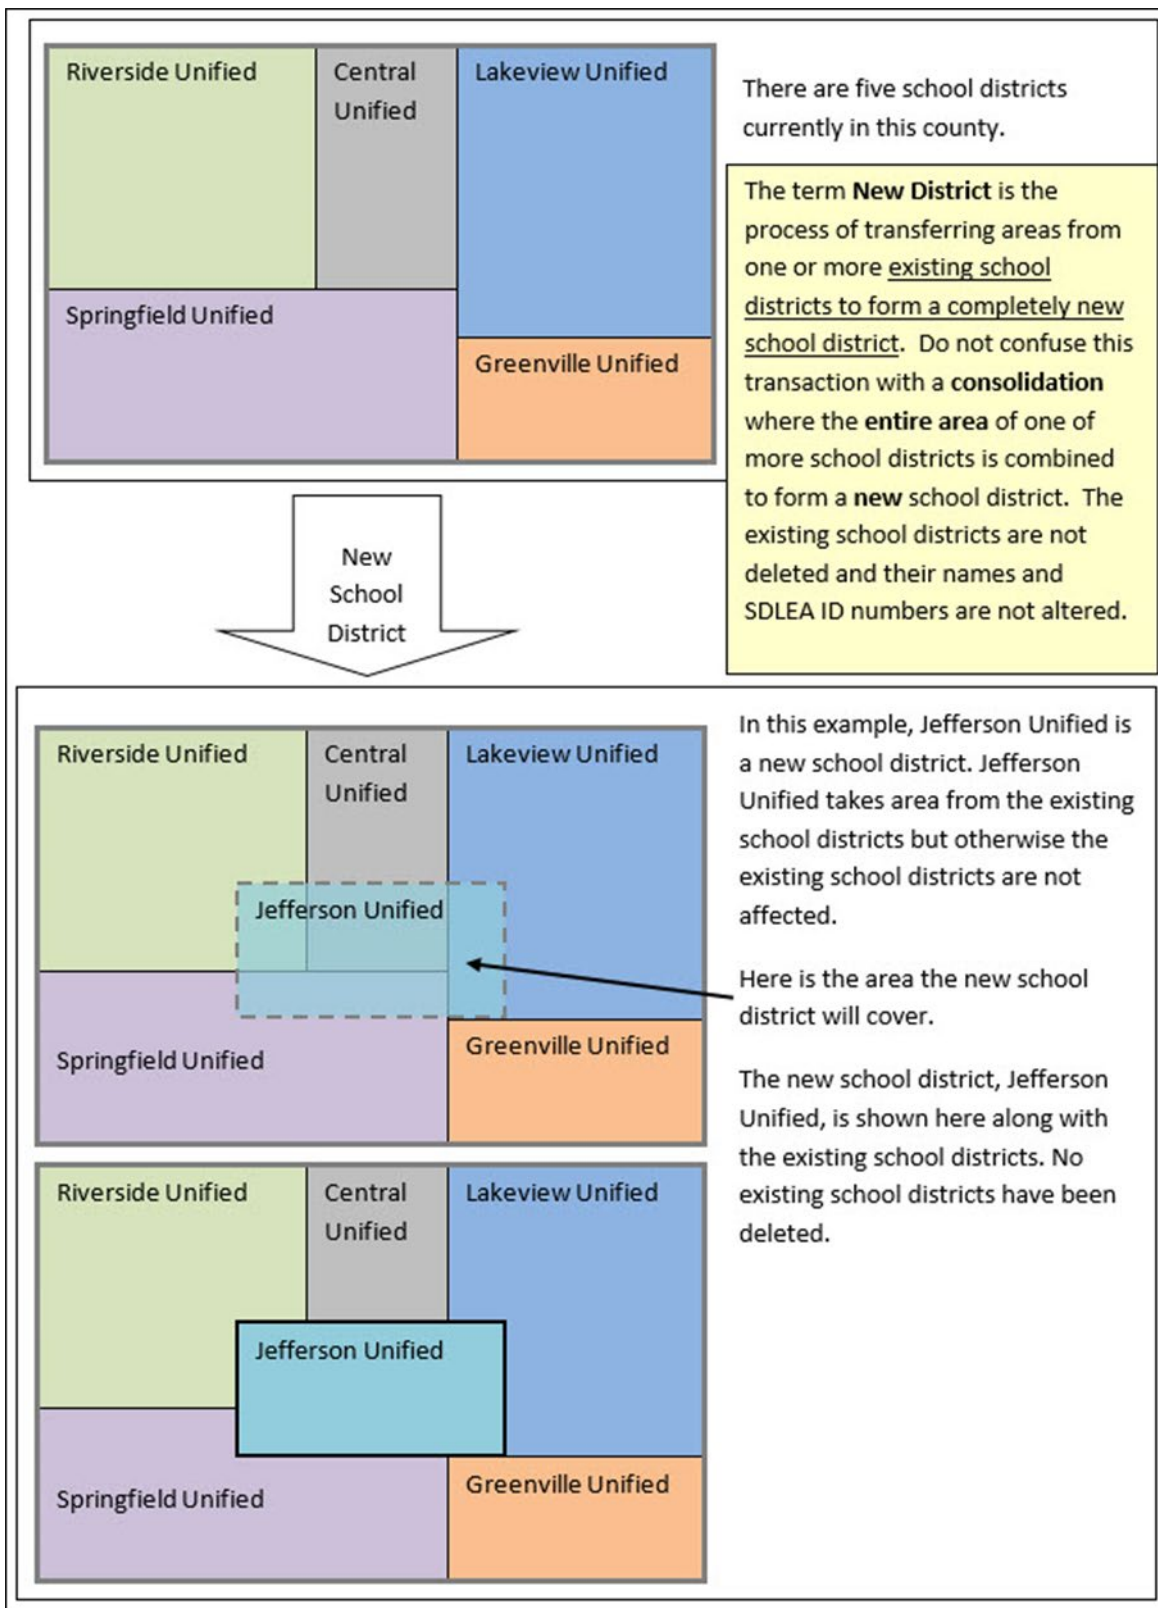 Riverside Unified
Central
Unified
Lakeview Unified
Springfield Unified
Greenville Unified
There are five school districts
currently in this county.
The term New District is the
process of transferring areas from
one or more existing school
districts to form a completely new
school district. Do not confuse this
transaction with a consolidation
where the entire area of one of
more school districts is combined
to form a new school district. The
existing school districts are not
deleted and their names and
SDLEA ID numbers are not altered.
New
School
District
Riverside Unified
Central
Unified
Lakeview Unified
Jefferson Unified
Springfield Unified
Greenville Unified
In this example, Jefferson Unified is
a new school district. Jefferson
Unified takes area from the existing
school districts but otherwise the
existing school districts are not
affected.
Here is the area the new school
district will cover.
The new school district, Jefferson
Unified, is shown here along with
the existing school districts. No
existing school districts have been
deleted.
Riverside Unified
Central
Unified
Lakeview Unified
Jefferson Unified
Springfield Unified
Greenville Unified